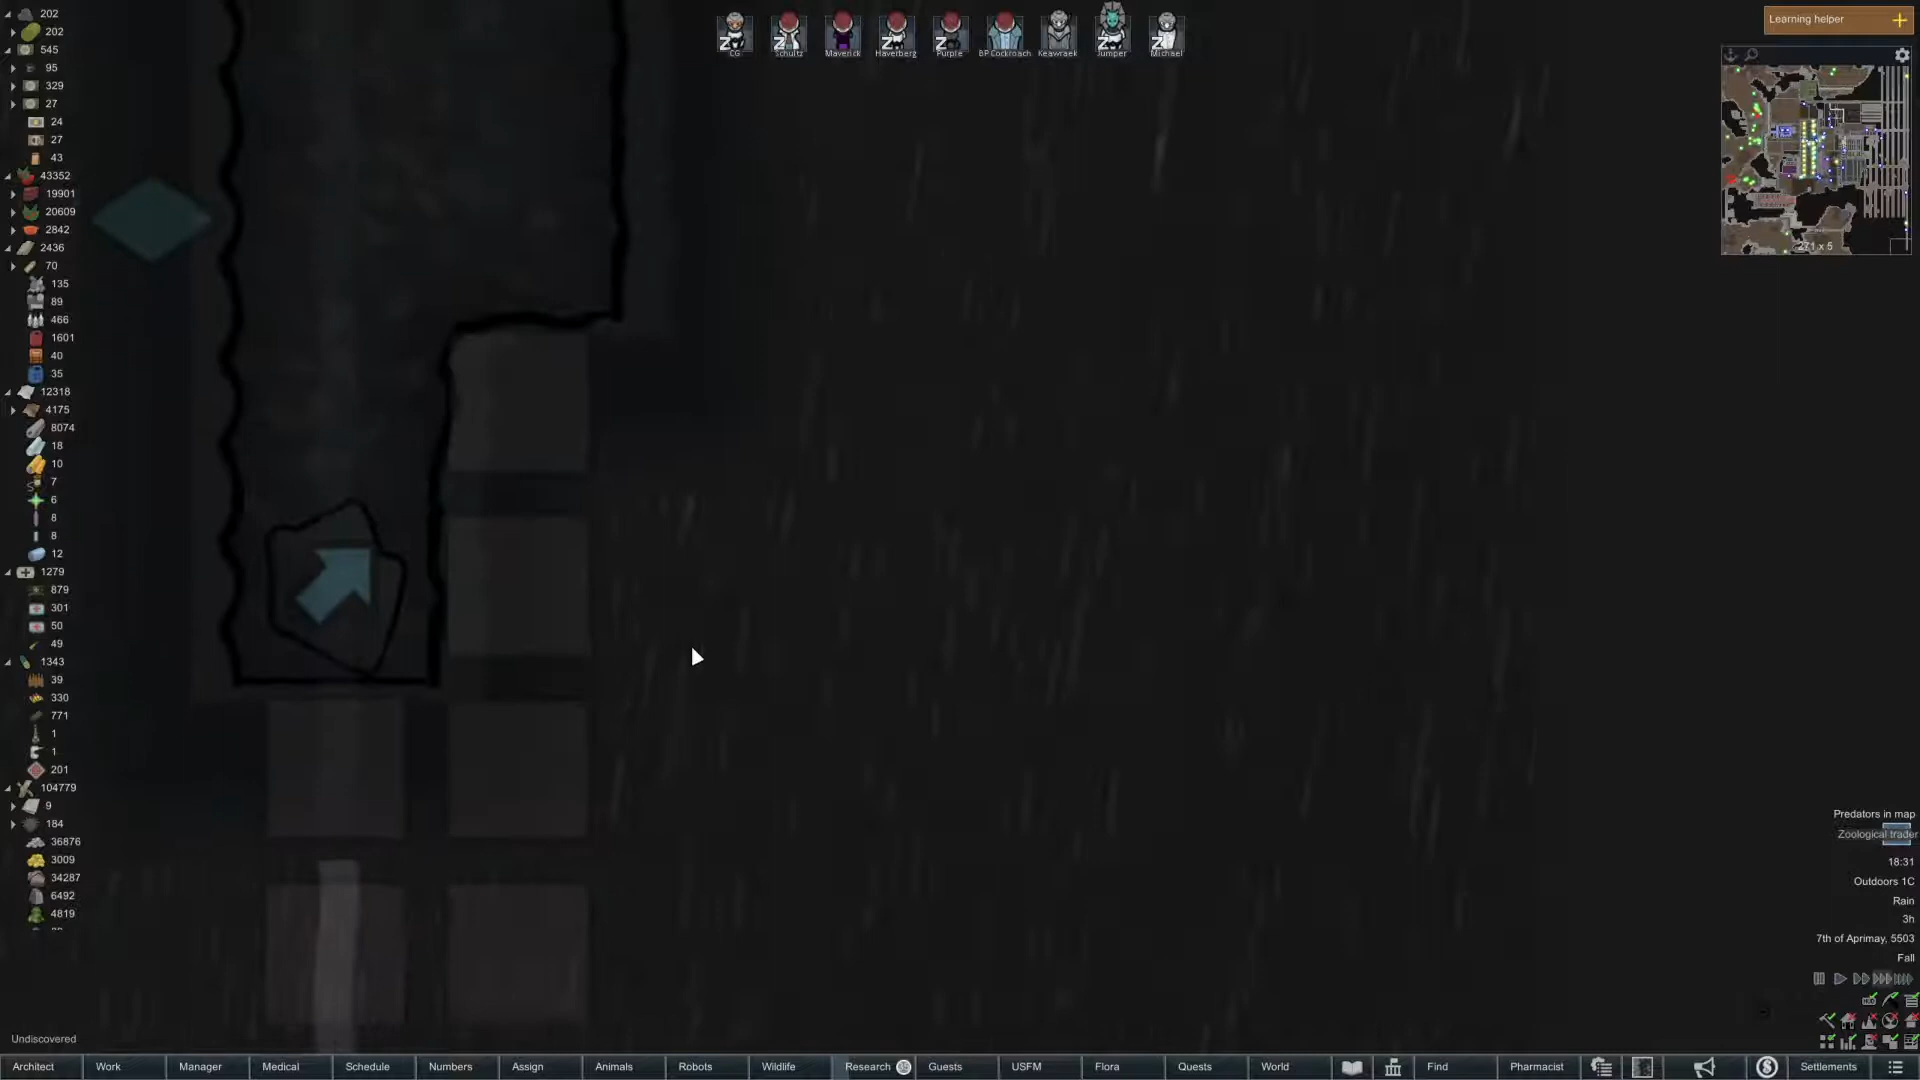 202
202
545
95
329
27
24
27
43
43352
19901
20609
2842
2436
70
135
89
466
1601
40
35
12318
4175
8074
18
10
7
6
8
8
12
1279
879
301
50
49
1343
39
330
771
1
1
201
104779
9
184
36876
3009
34287
6492
4819
CG
Schultz
Maverick
Haverberg
Purple
BP Cockroach
Keawraek
Jumper
Michael
Learning helper
271 x 5
Predators in map
Zoological trader
18:31
Outdoors 1C
Rain
3h
7th of Aprimay, 5503
Fall
Undiscovered
Architect Work Manager Medical Schedule Numbers Assign Animals Robots Wildlife Research Guests USFM Flora Quests World Find Pharmacist Settlements